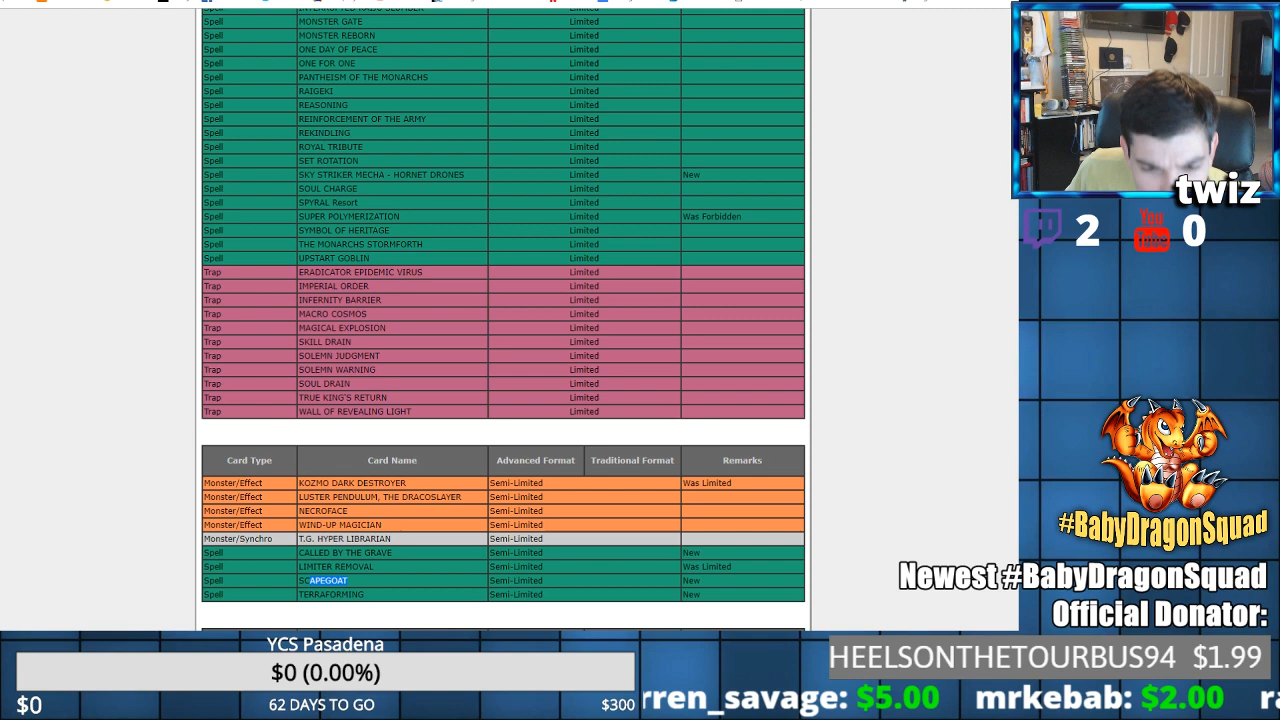 Spell INTERRUPTED KAIJU SLUMBER Limited
Spell MONSTER GATE Limited
Spell MONSTER REBORN Limited
Spell ONE DAY OF PEACE Limited
Spell ONE FOR ONE Limited
Spell PANTHEISM OF THE MONARCHS Limited
Spell RAIGEKI Limited
Spell REASONING Limited
Spell REINFORCEMENT OF THE ARMY Limited
Spell REKINDLING Limited
Spell ROYAL TRIBUTE Limited
Spell SET ROTATION Limited
Spell SKY STRIKER MECHA - HORNET DRONES Limited New
Spell SOUL CHARGE Limited
Spell SPYRAL Resort Limited
Spell SUPER POLYMERIZATION Limited Was Forbidden
Spell SYMBOL OF HERITAGE Limited
Spell THE MONARCHS STORMFORTH Limited
Spell UPSTART GOBLIN Limited
Trap ERADICATOR EPIDEMIC VIRUS Limited
Trap IMPERIAL ORDER Limited
Trap INFERNITY BARRIER Limited
Trap MACRO COSMOS Limited
Trap MAGICAL EXPLOSION Limited
Trap SKILL DRAIN Limited
Trap SOLEMN JUDGMENT Limited
Trap SOLEMN WARNING Limited
Trap SOUL DRAIN Limited
Trap TRUE KING'S RETURN Limited
Trap WALL OF REVEALING LIGHT Limited
Card Type Card Name Advanced Format Traditional Format Remarks
Monster/Effect KOZMO DARK DESTROYER Semi-Limited Was Limited
Monster/Effect LUSTER PENDULUM, THE DRACOSLAYER Semi-Limited
Monster/Effect NECROFACE Semi-Limited
Monster/Effect WIND-UP MAGICIAN Semi-Limited
Monster/Synchro T.G. HYPER LIBRARIAN Semi-Limited
Spell CALLED BY THE GRAVE Semi-Limited New
Spell LIMITER REMOVAL Semi-Limited Was Limited
Spell SCAPEGOAT Semi-Limited New
Spell TERRAFORMING Semi-Limited New
twiz
2 You Tube 0
#BabyDragonSquad
Newest #BabyDragonSquad
Official Donator:
HEELSONTHETOURBUS94 $1.99
YCS Pasadena
$0 (0.00%)
$0 62 DAYS TO GO $300
rren_savage: $5.00 mrkebab: $2.00 ra